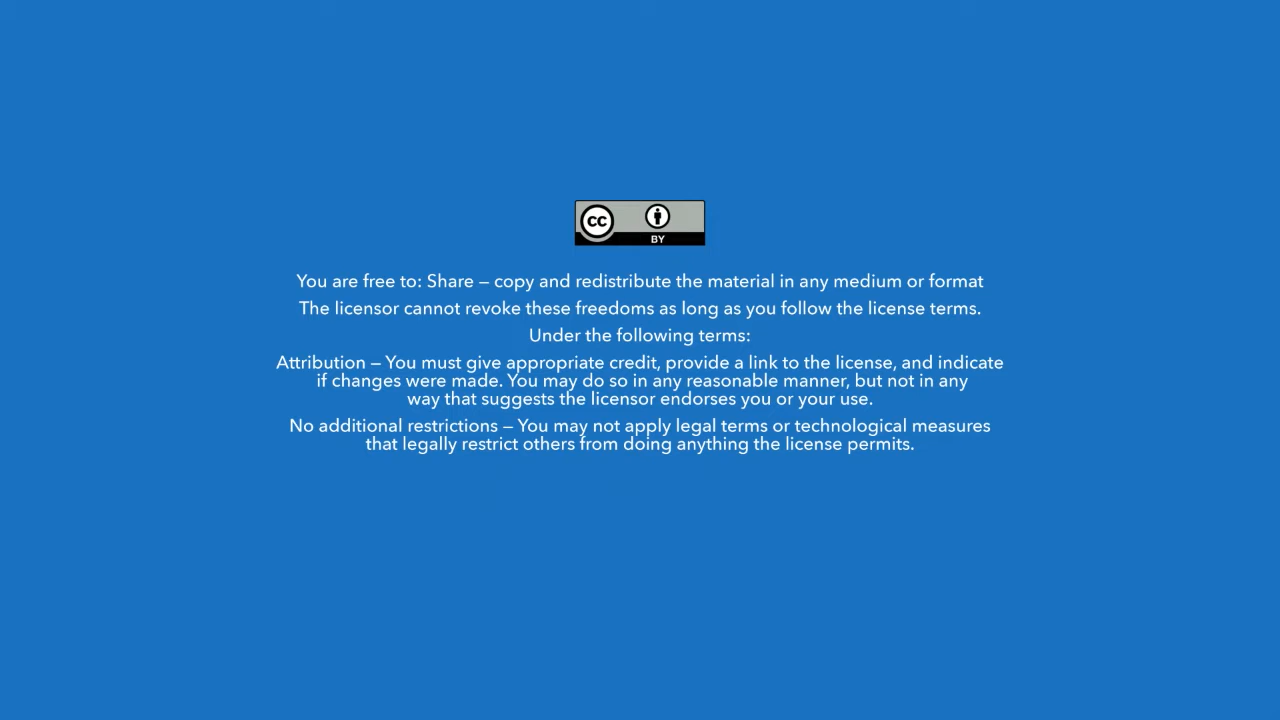 cc
BY
You are free to: Share – copy and redistribute the material in any medium or format
The licensor cannot revoke these freedoms as long as you follow the license terms.
Under the following terms:
Attribution – You must give appropriate credit, provide a link to the license, and indicate
if changes were made. You may do so in any reasonable manner, but not in any
way that suggests the licensor endorses you or your use.
No additional restrictions – You may not apply legal terms or technological measures
that legally restrict others from doing anything the license permits.